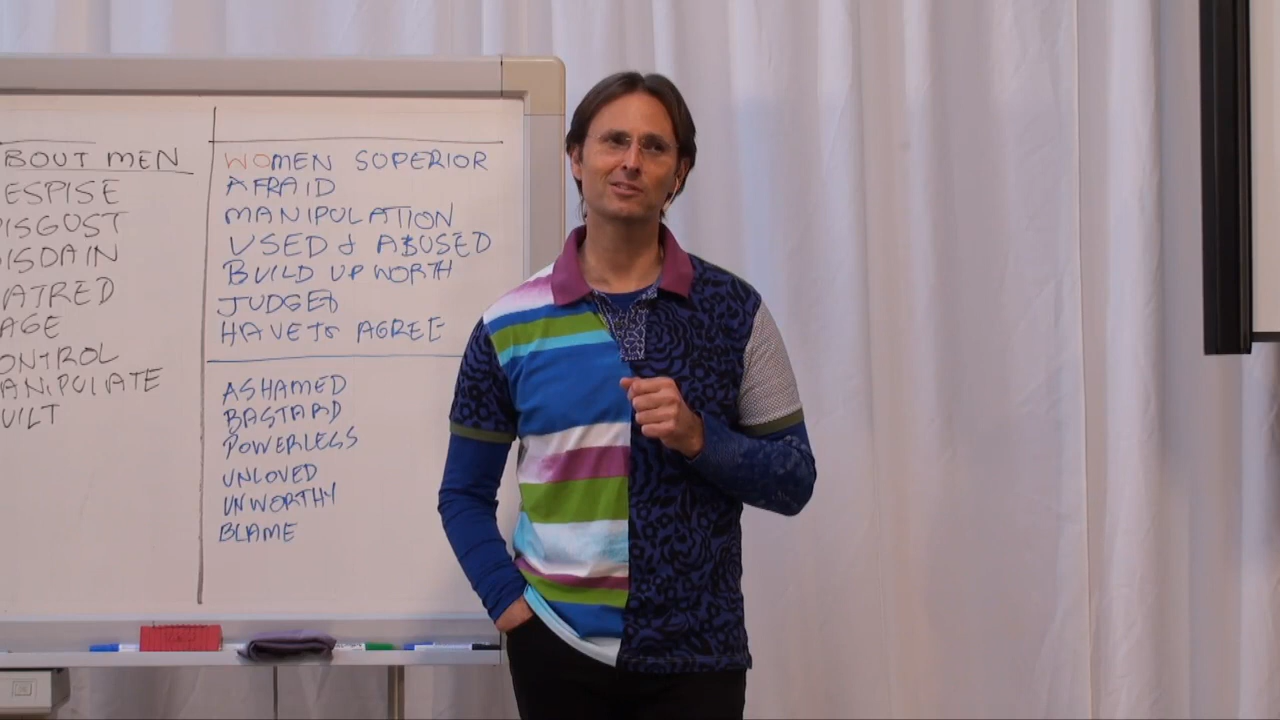 BOUT MEN
ESPISE
ISGUST
ISDAIN
ATRED
AGE
ONTROL
ANIPULATE
UILT
WOMEN SUPERIOR
AFRAID
MANIPULATION
USED & ABUSED
BUILD UP WORTH
JUDGED
HAVE TO AGREE
ASHAMED
BASTARD
POWERLESS
UNLOVED
UNWORTHY
BLAME